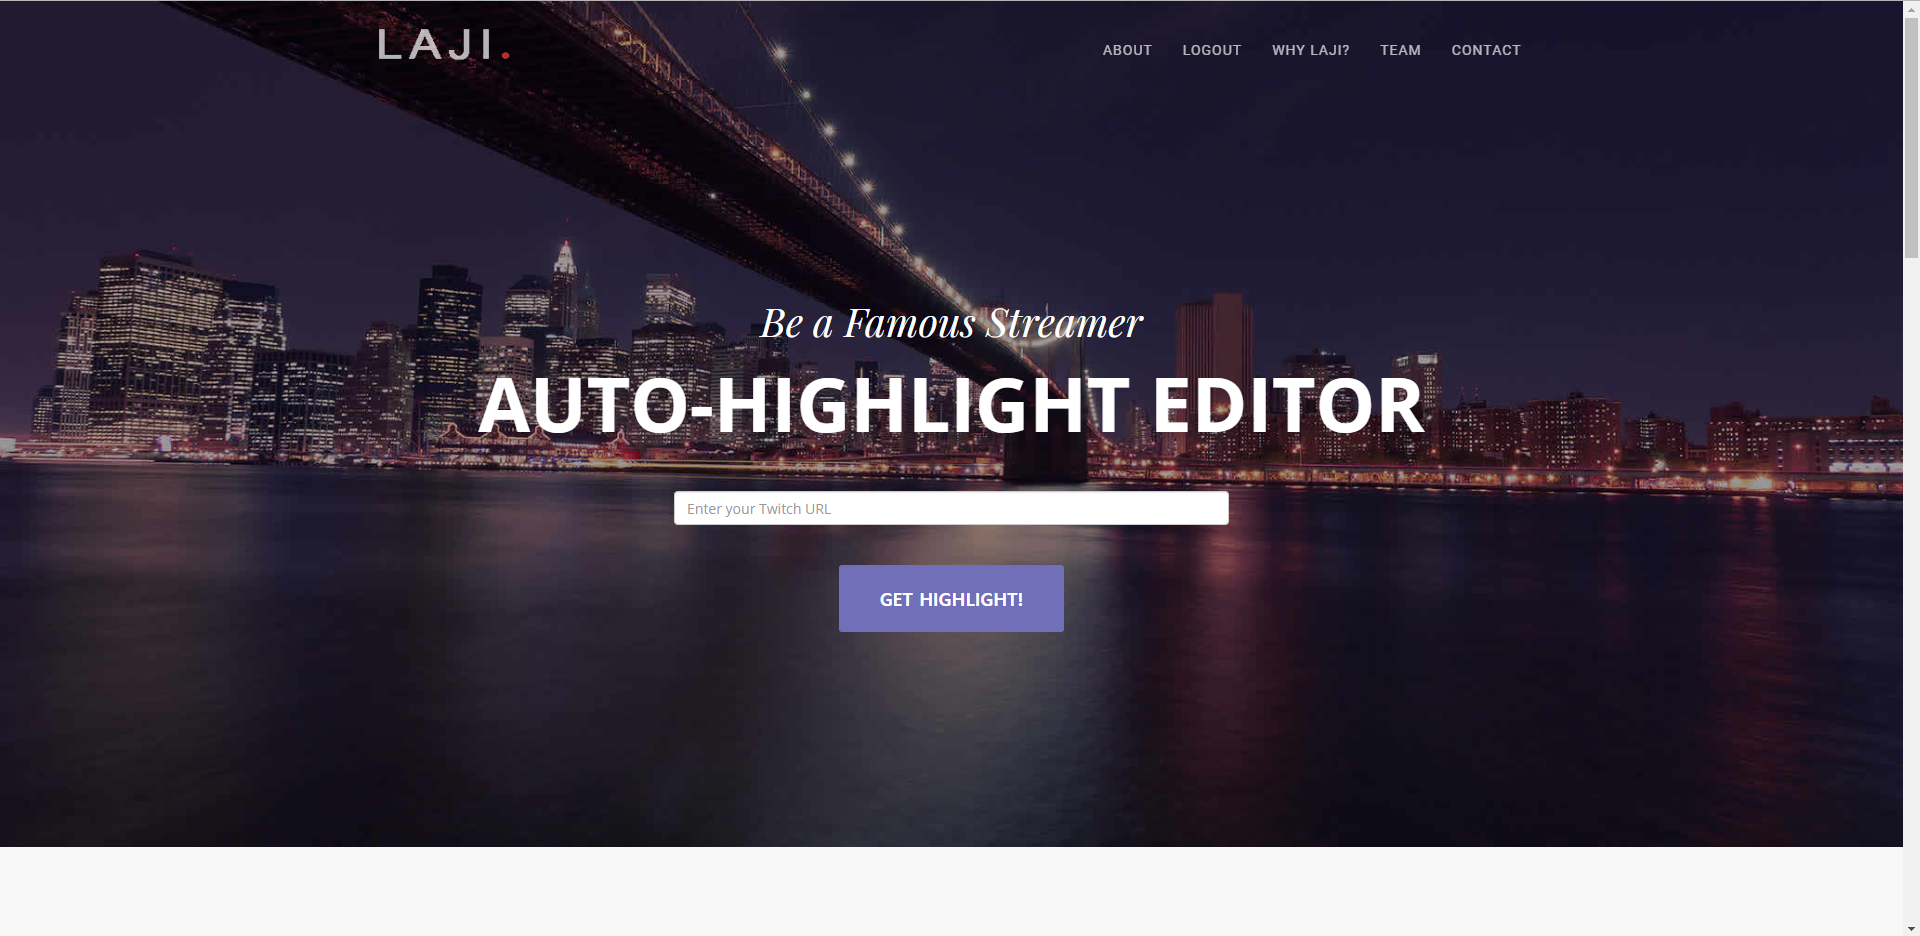 LAJI.
ABOUT LOGOUT WHY LAJI? TEAM CONTACT
Be a Famous Streamer
AUTO-HIGHLIGHT EDITOR
Enter your Twitch URL
GET HIGHLIGHT!